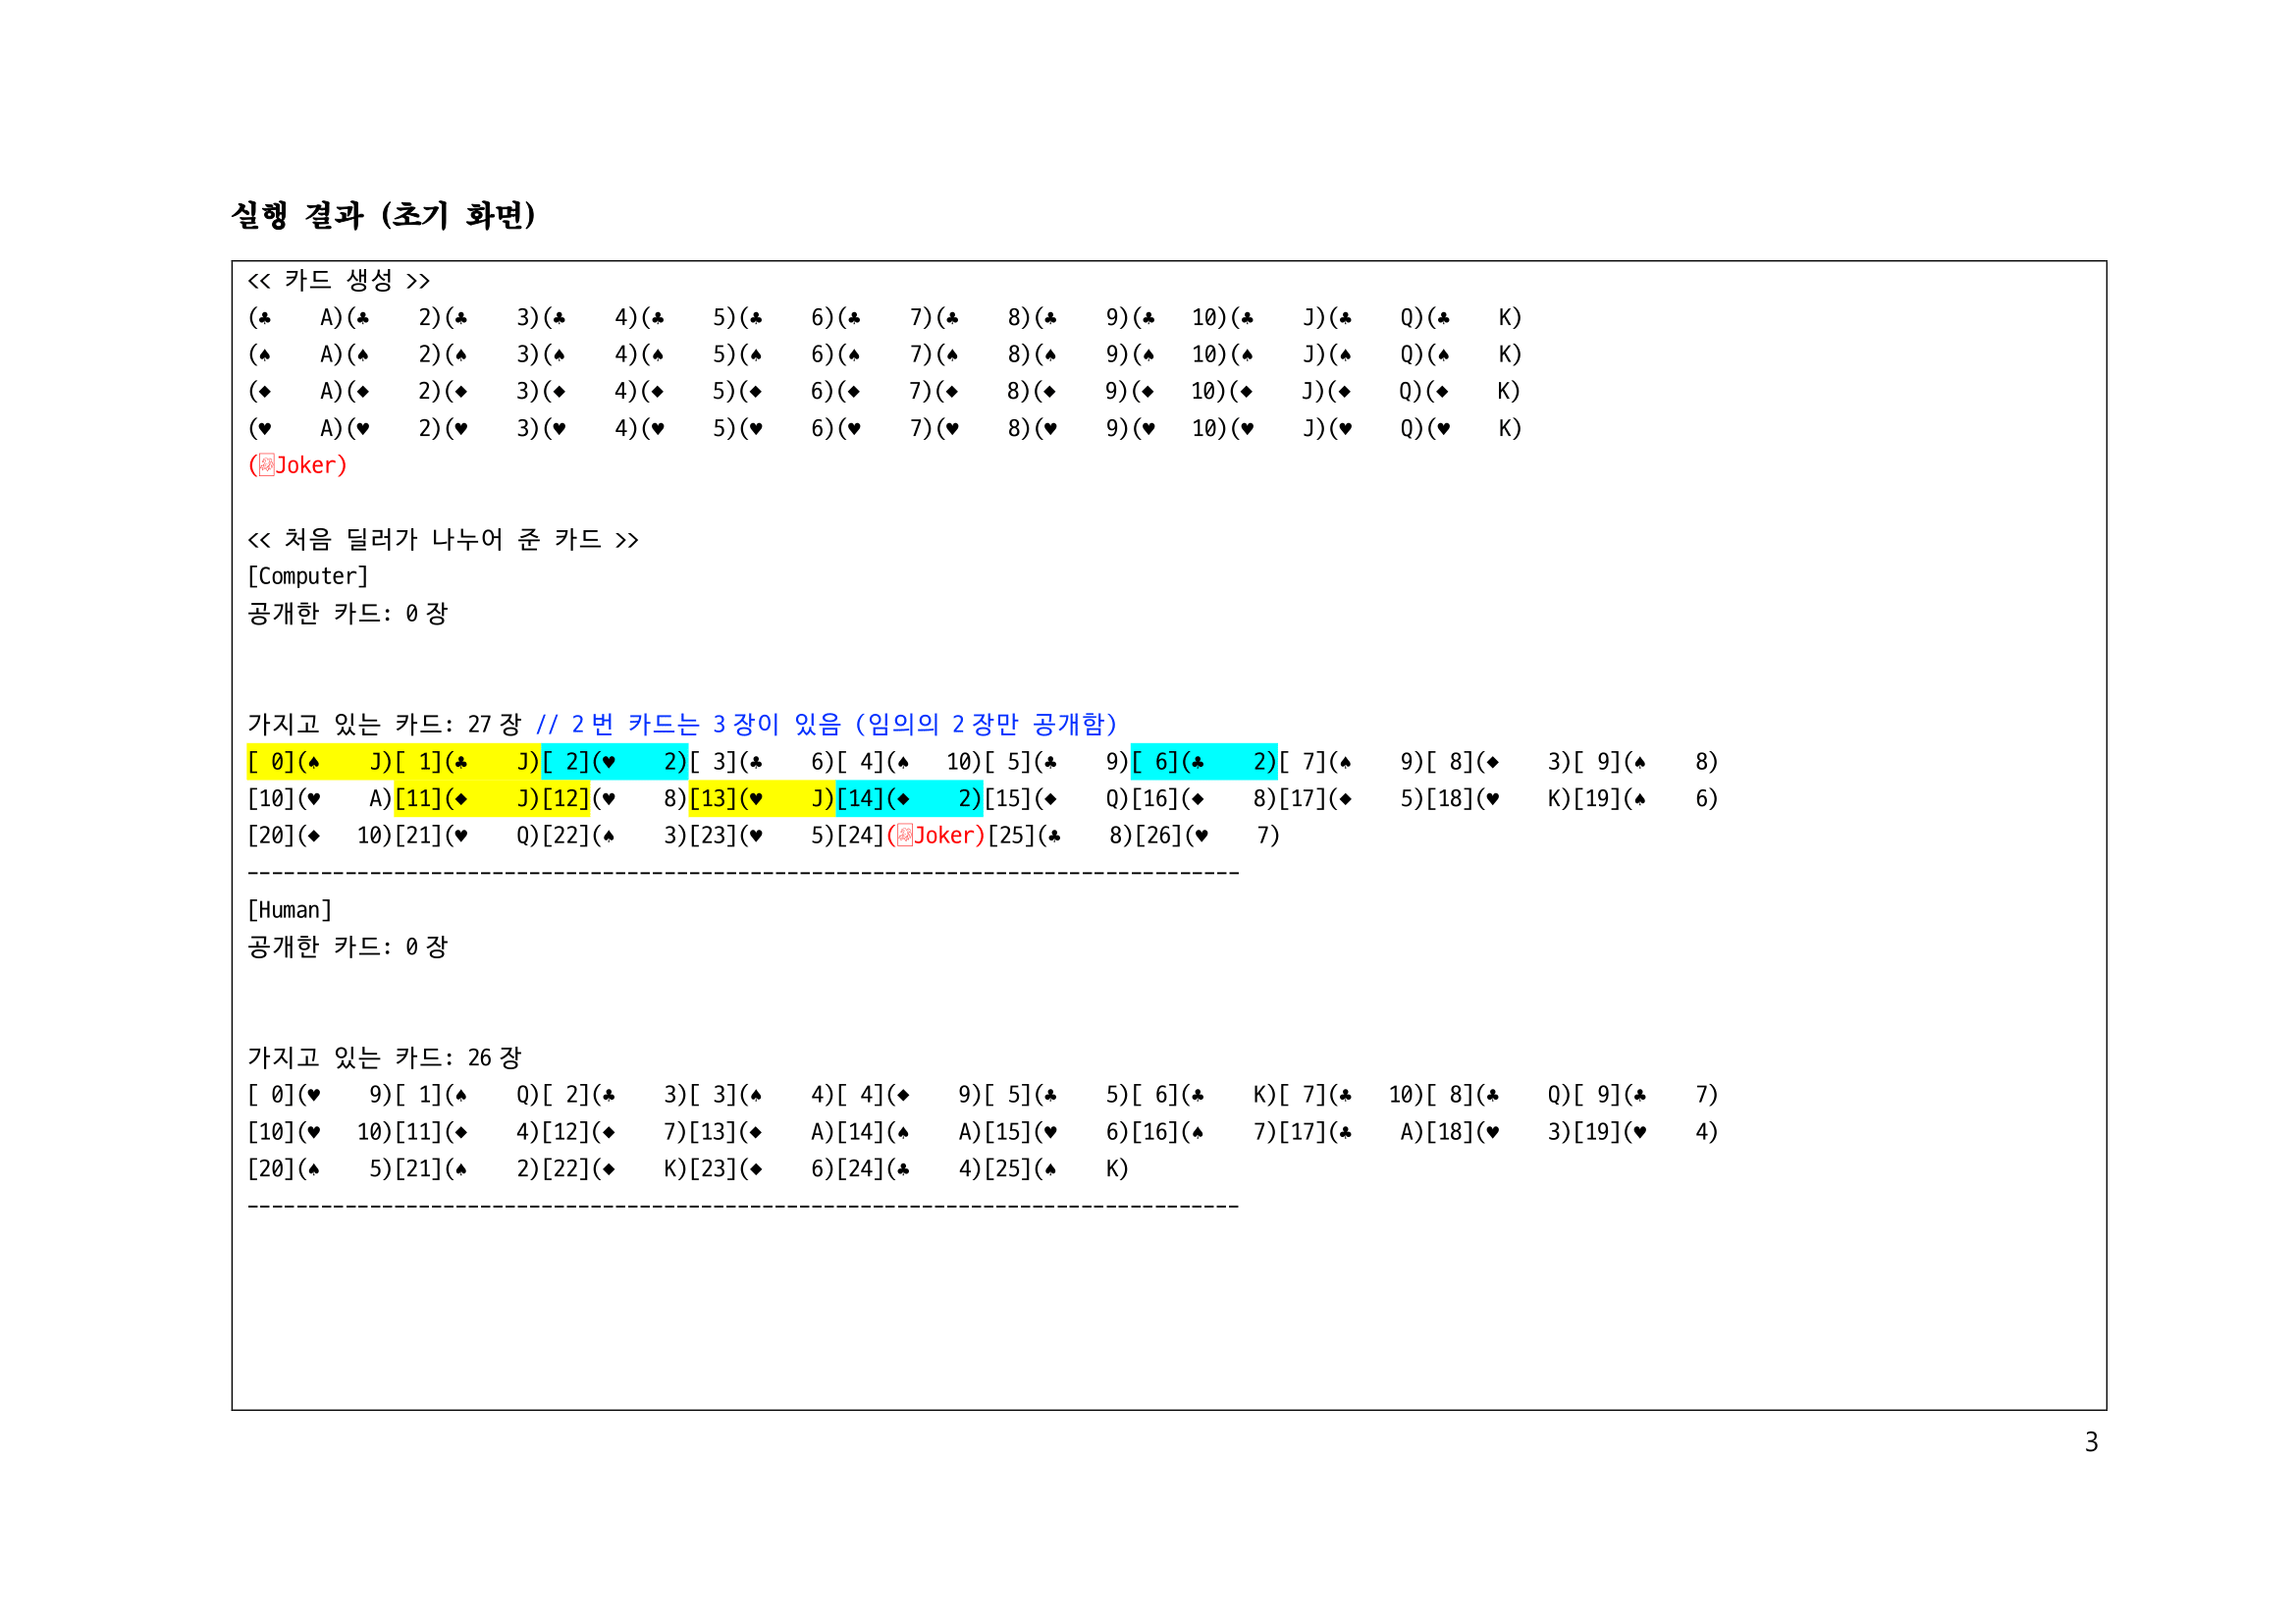 실행 결과 (초기 화면)
<< 카드 생성 >>
(♣    A)(♣    2)(♣    3)(♣    4)(♣    5)(♣    6)(♣    7)(♣    8)(♣    9)(♣   10)(♣    J)(♣    Q)(♣    K)
(♠    A)(♠    2)(♠    3)(♠    4)(♠    5)(♠    6)(♠    7)(♠    8)(♠    9)(♠   10)(♠    J)(♠    Q)(♠    K)
(◆    A)(◆    2)(◆    3)(◆    4)(◆    5)(◆    6)(◆    7)(◆    8)(◆    9)(◆   10)(◆    J)(◆    Q)(◆    K)
(♥    A)(♥    2)(♥    3)(♥    4)(♥    5)(♥    6)(♥    7)(♥    8)(♥    9)(♥   10)(♥    J)(♥    Q)(♥    K)
(🃏Joker)
<< 처음 딜러가 나누어 준 카드 >>
[Computer]
공개한 카드: 0 장
가지고 있는 카드: 27 장 // 2 번 카드는 3 장이 있음 (임의의 2 장만 공개함)
[ 0](♠    J)[ 1](♣    J)[ 2](♥    2)[ 3](♣    6)[ 4](♠   10)[ 5](♣    9)[ 6](♣    2)[ 7](♠    9)[ 8](◆    3)[ 9](♠    8)
[10](♥    A)[11](◆    J)[12](♥    8)[13](♥    J)[14](◆    2)[15](◆    Q)[16](◆    8)[17](◆    5)[18](♥    K)[19](♠    6)
[20](◆   10)[21](♥    Q)[22](♠    3)[23](♥    5)[24](🃏Joker)[25](♣    8)[26](♥    7)
---------------------------------------------------------------------------------
[Human]
공개한 카드: 0 장
가지고 있는 카드: 26 장
[ 0](♥    9)[ 1](♠    Q)[ 2](♣    3)[ 3](♠    4)[ 4](◆    9)[ 5](♣    5)[ 6](♣    K)[ 7](♣   10)[ 8](♣    Q)[ 9](♣    7)
[10](♥   10)[11](◆    4)[12](◆    7)[13](◆    A)[14](♠    A)[15](♥    6)[16](♠    7)[17](♣    A)[18](♥    3)[19](♥    4)
[20](♠    5)[21](♠    2)[22](◆    K)[23](◆    6)[24](♣    4)[25](♠    K)
---------------------------------------------------------------------------------
3